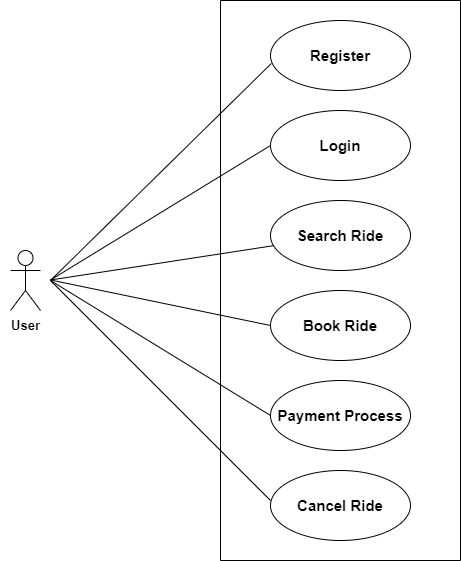 Register
Login
Search Ride
Book Ride
User
Payment Process
Cancel Ride